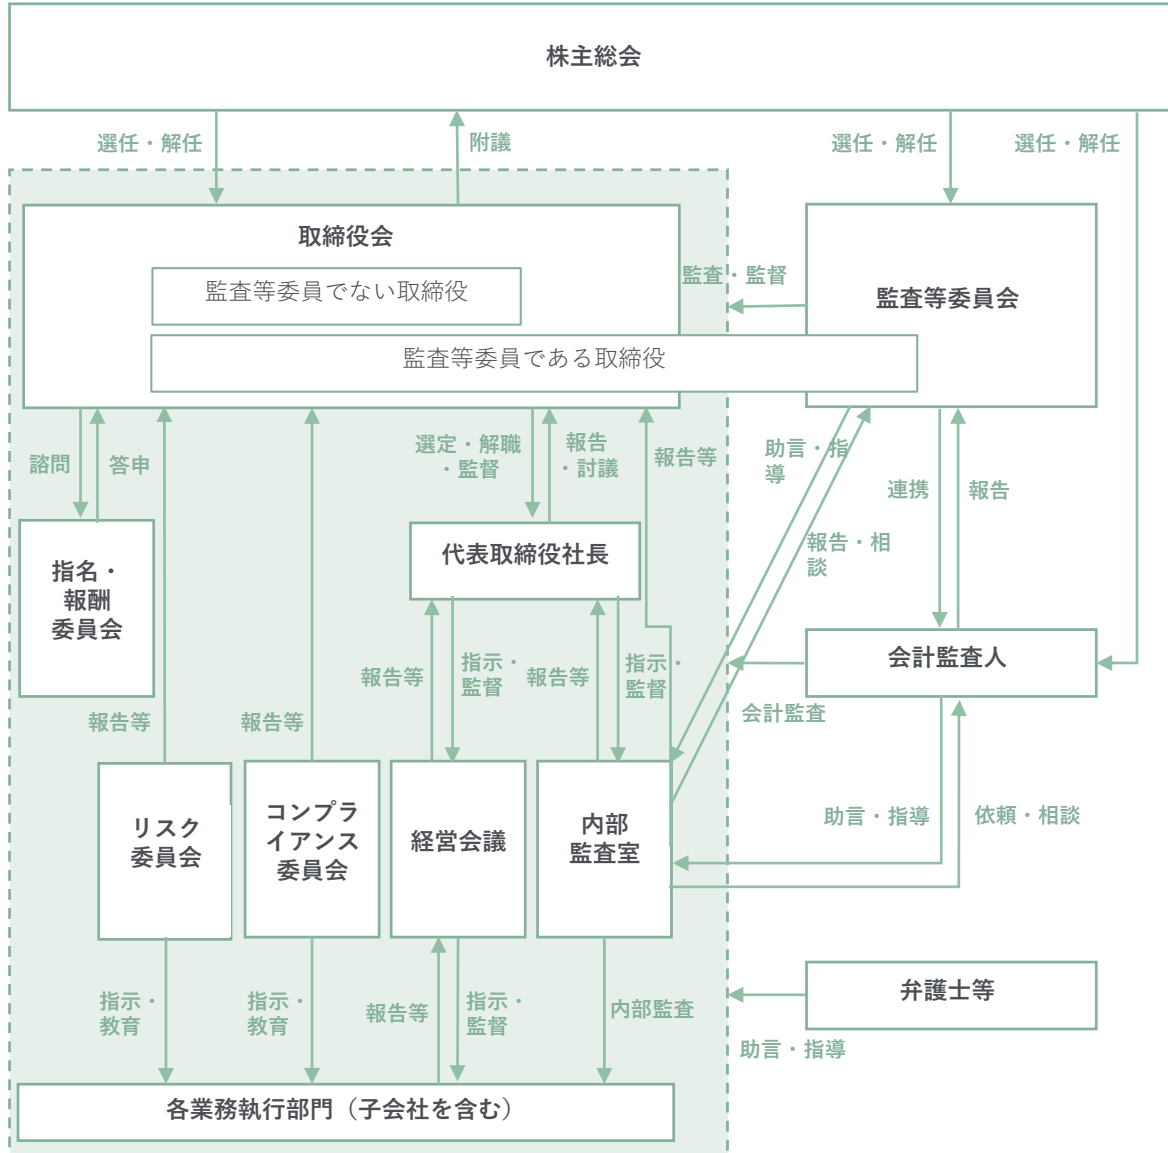 株主総会
選任・解任
附議
選任・解任
選任・解任
取締役会
監査等委員でない取締役
監査等委員である取締役
監査・監督
監査等委員会
諮問
答申
選定・解職
・監督
報告
・討議
報告等
助言・指
導
連携
報告
報告・相
談
指名・
報酬
委員会
代表取締役社長
会計監査人
報告等
報告等
報告等
指示・
監督
報告等
指示・
監督
会計監査
リスク
委員会
コンプラ
イアンス
委員会
経営会議
内部
監査室
助言・指導
依頼・相談
指示・
教育
指示・
教育
報告等
指示・
監督
内部監査
弁護士等
助言・指導
各業務執行部門（子会社を含む）